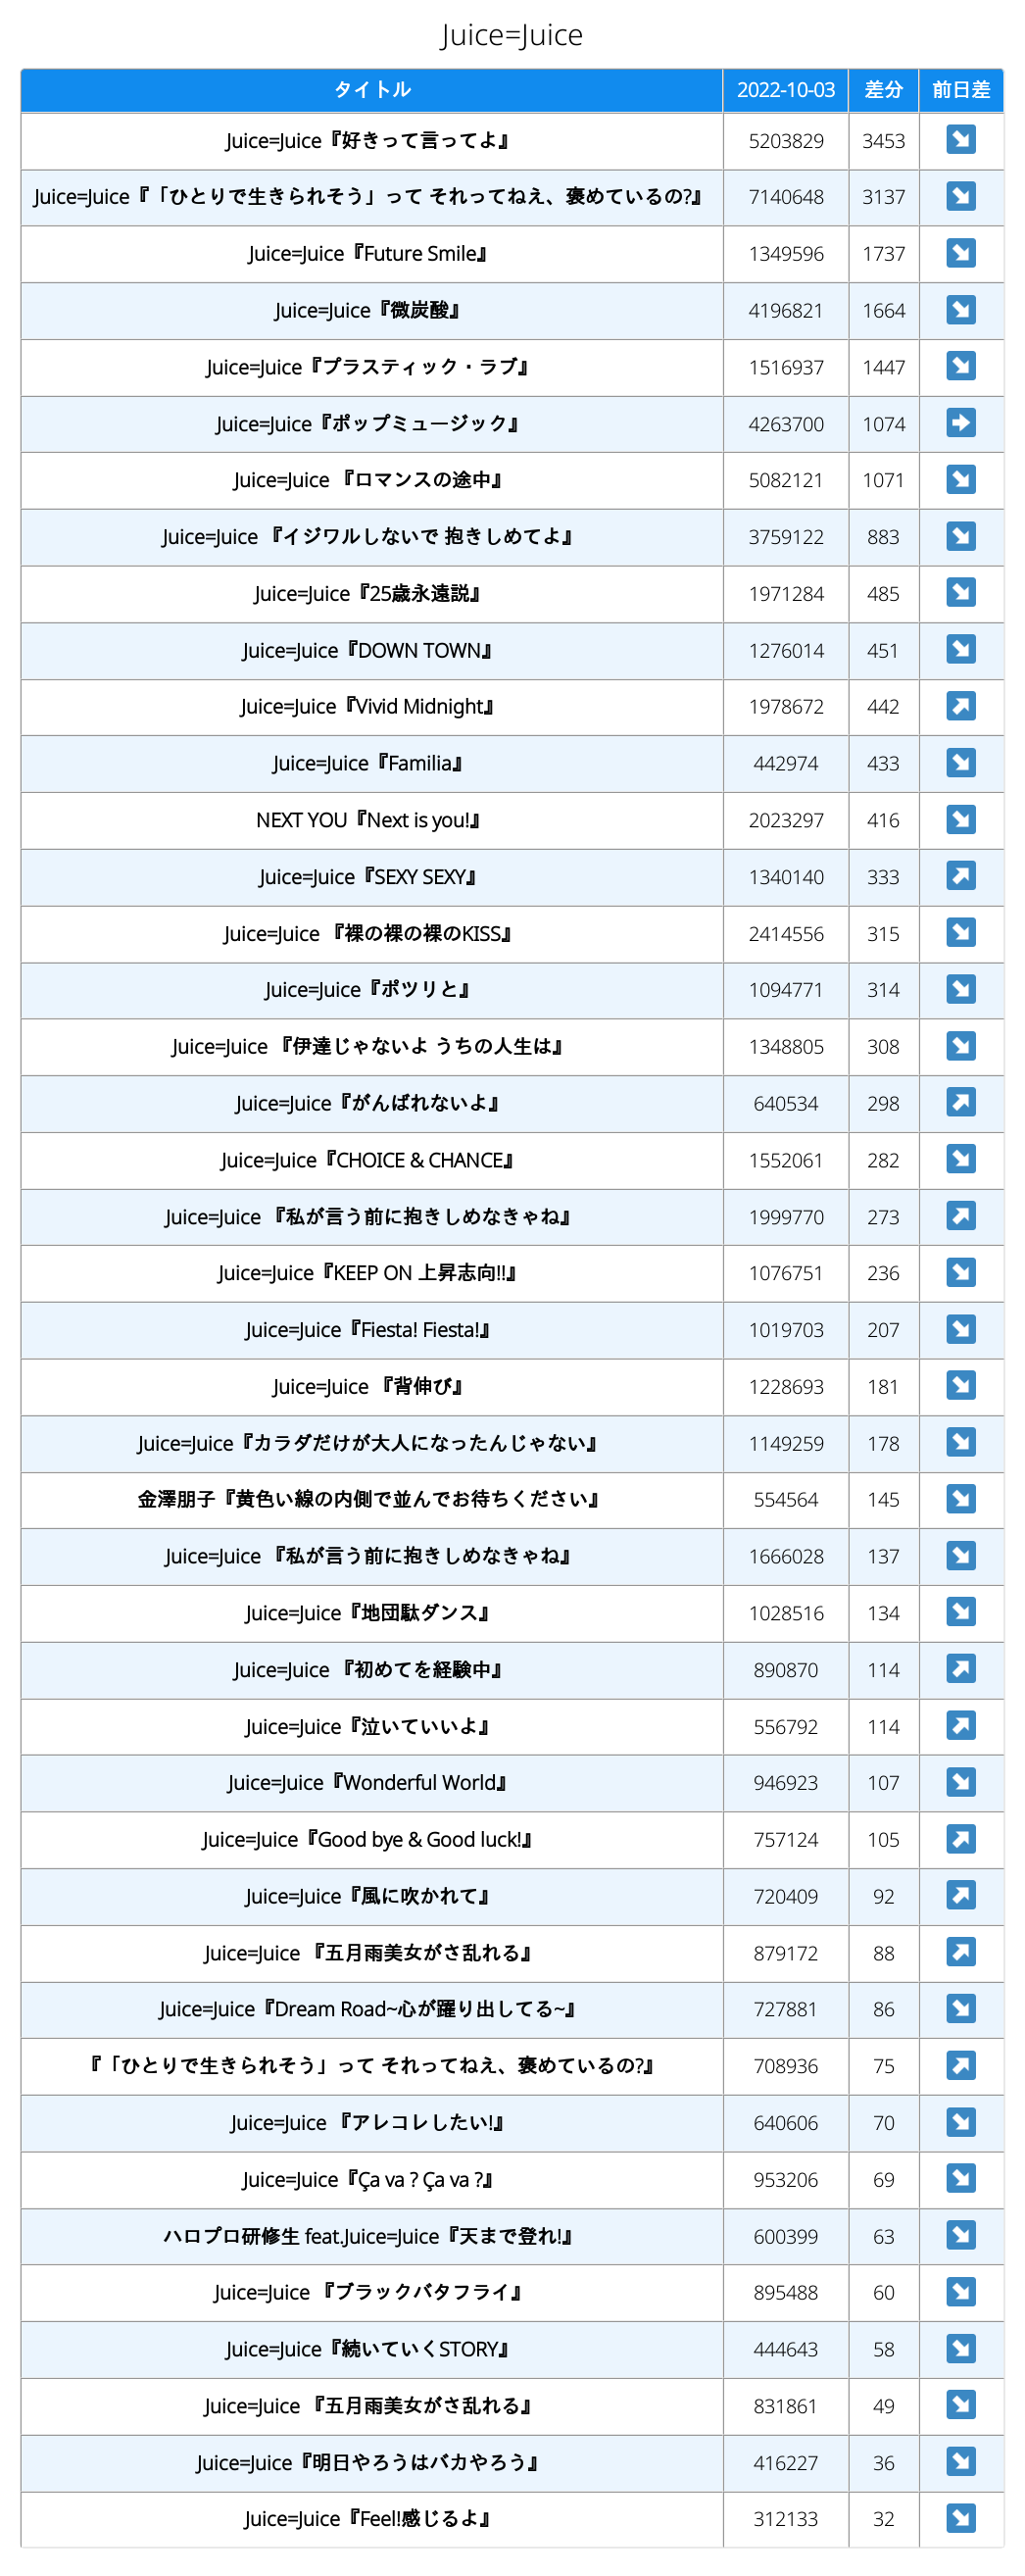 Juice=Juice
タイトル 2022-10-03 差分 前日差
Juice=Juice『好きって言ってよ』 5203829 3453 ↘
Juice=Juice『「ひとりで生きられそう」って それってねえ、褒めているの?』 7140648 3137 ↘
Juice=Juice『Future Smile』 1349596 1737 ↘
Juice=Juice『微炭酸』 4196821 1664 ↘
Juice=Juice『プラスティック・ラブ』 1516937 1447 ↘
Juice=Juice『ポップミュージック』 4263700 1074 ➡
Juice=Juice 『ロマンスの途中』 5082121 1071 ↘
Juice=Juice 『イジワルしないで 抱きしめてよ』 3759122 883 ↘
Juice=Juice『25歳永遠説』 1971284 485 ↘
Juice=Juice『DOWN TOWN』 1276014 451 ↘
Juice=Juice『Vivid Midnight』 1978672 442 ↗
Juice=Juice『Familia』 442974 433 ↘
NEXT YOU『Next is you!』 2023297 416 ↘
Juice=Juice『SEXY SEXY』 1340140 333 ↗
Juice=Juice 『裸の裸の裸のKISS』 2414556 315 ↘
Juice=Juice『ポツリと』 1094771 314 ↘
Juice=Juice 『伊達じゃないよ うちの人生は』 1348805 308 ↘
Juice=Juice『がんばれないよ』 640534 298 ↗
Juice=Juice『CHOICE & CHANCE』 1552061 282 ↘
Juice=Juice 『私が言う前に抱きしめなきゃね』 1999770 273 ↗
Juice=Juice『KEEP ON 上昇志向!!』 1076751 236 ↘
Juice=Juice『Fiesta! Fiesta!』 1019703 207 ↘
Juice=Juice 『背伸び』 1228693 181 ↘
Juice=Juice『カラダだけが大人になったんじゃない』 1149259 178 ↘
金澤朋子『黄色い線の内側で並んでお待ちください』 554564 145 ↘
Juice=Juice 『私が言う前に抱きしめなきゃね』 1666028 137 ↘
Juice=Juice『地団駄ダンス』 1028516 134 ↘
Juice=Juice 『初めてを経験中』 890870 114 ↗
Juice=Juice『泣いていいよ』 556792 114 ↗
Juice=Juice『Wonderful World』 946923 107 ↘
Juice=Juice『Good bye & Good luck!』 757124 105 ↗
Juice=Juice『風に吹かれて』 720409 92 ↗
Juice=Juice 『五月雨美女がさ乱れる』 879172 88 ↗
Juice=Juice『Dream Road~心が躍り出してる~』 727881 86 ↘
『「ひとりで生きられそう」って それってねえ、褒めているの?』 708936 75 ↗
Juice=Juice 『アレコレしたい!』 640606 70 ↘
Juice=Juice『Ça va ? Ça va ?』 953206 69 ↘
ハロプロ研修生 feat.Juice=Juice『天まで登れ!』 600399 63 ↘
Juice=Juice 『ブラックバタフライ』 895488 60 ↘
Juice=Juice『続いていくSTORY』 444643 58 ↘
Juice=Juice 『五月雨美女がさ乱れる』 831861 49 ↘
Juice=Juice『明日やろうはバカやろう』 416227 36 ↘
Juice=Juice『Feel!感じるよ』 312133 32 ↘